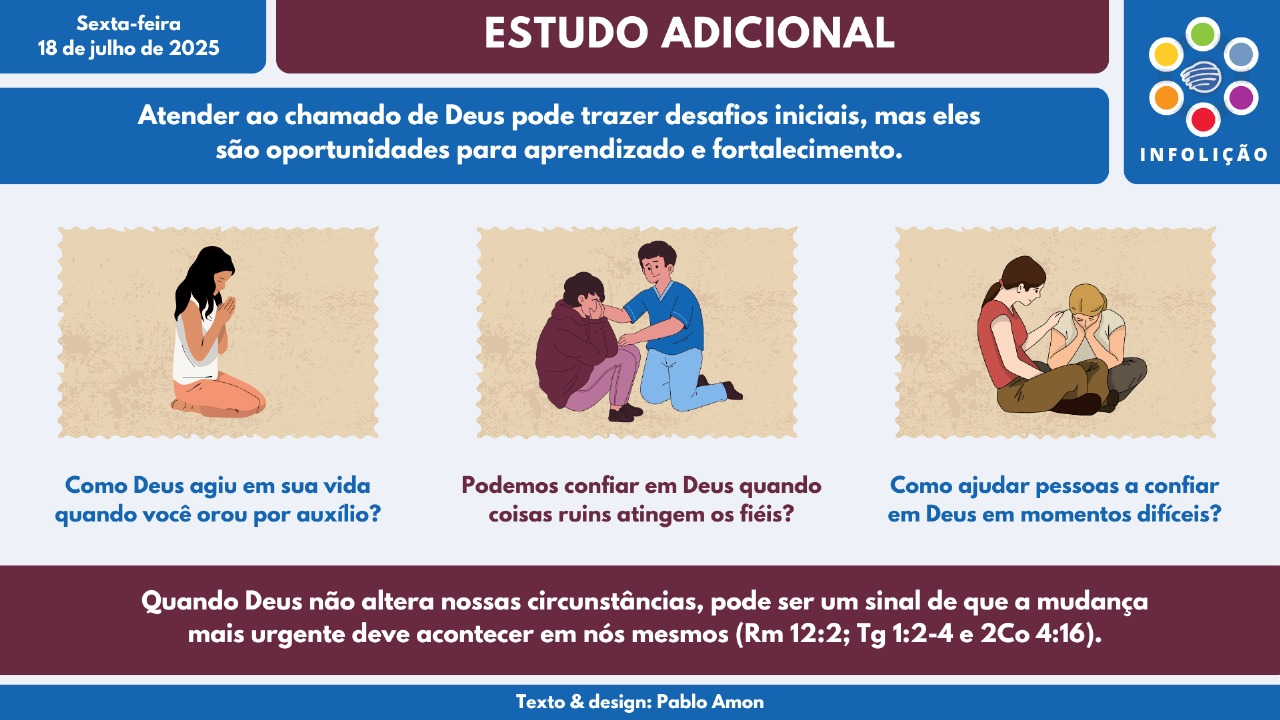 Sexta-feira
18 de julho de 2025
ESTUDO ADICIONAL
INFOLIÇÃO
Atender ao chamado de Deus pode trazer desafios iniciais, mas eles
são oportunidades para aprendizado e fortalecimento.
Como Deus agiu em sua vida
quando você orou por auxílio?
Podemos confiar em Deus quando
coisas ruins atingem os fiéis?
Como ajudar pessoas a confiar
em Deus em momentos difíceis?
Quando Deus não altera nossas circunstâncias, pode ser um sinal de que a mudança
mais urgente deve acontecer em nós mesmos (Rm 12:2; Tg 1:2-4 e 2Co 4:16).
Texto & design: Pablo Amon